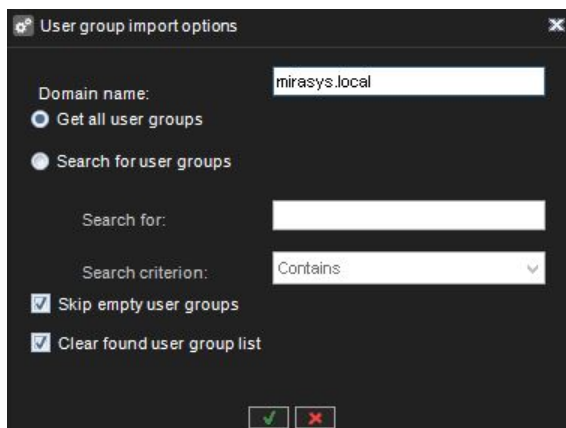 User group import options
Domain name:
mirasys.local
Get all user groups
Search for user groups
Search for:
Search criterion:
Contains
Skip empty user groups
Clear found user group list